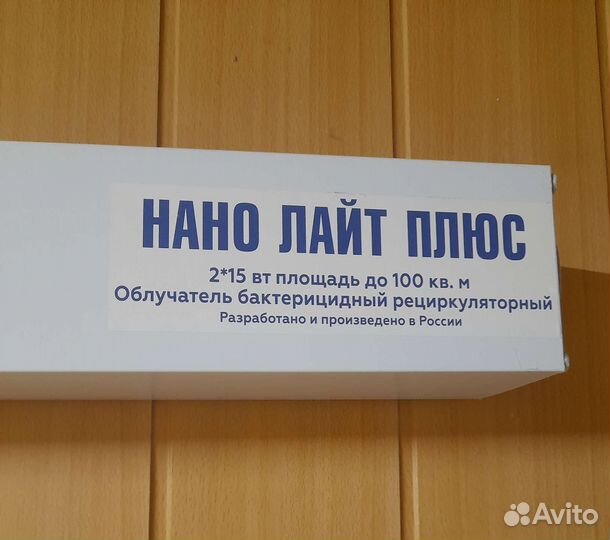 НАНО ЛАЙТ ПЛЮС
2*15 вт площадь до 100 кв. м
Облучатель бактерицидный рециркуляторный
Разработано и произведено в России
Avito